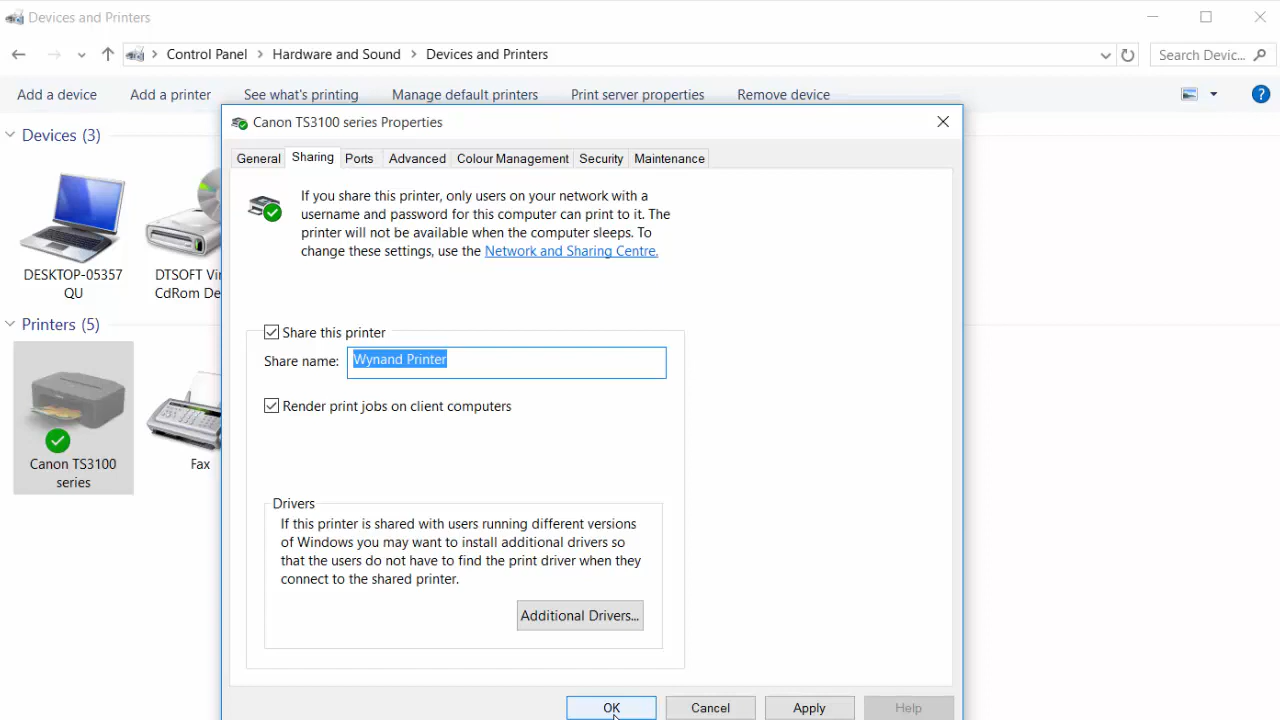 Devices and Printers
Control Panel > Hardware and Sound > Devices and Printers
Search Devic...
Add a device
Add a printer
See what's printing
Manage default printers
Print server properties
Remove device
?
Devices (3)
DESKTOP-05357
QU
DTSOFT Vir
CdRom De
Printers (5)
Canon TS3100
series
Fax
Canon TS3100 series Properties
General
Sharing
Ports
Advanced
Colour Management
Security
Maintenance
If you share this printer, only users on your network with a
username and password for this computer can print to it. The
printer will not be available when the computer sleeps. To
change these settings, use the Network and Sharing Centre.
Share this printer
Share name: Wynand Printer
Render print jobs on client computers
Drivers
If this printer is shared with users running different versions
of Windows you may want to install additional drivers so
that the users do not have to find the print driver when they
connect to the shared printer.
Additional Drivers...
OK
Cancel
Apply
Help